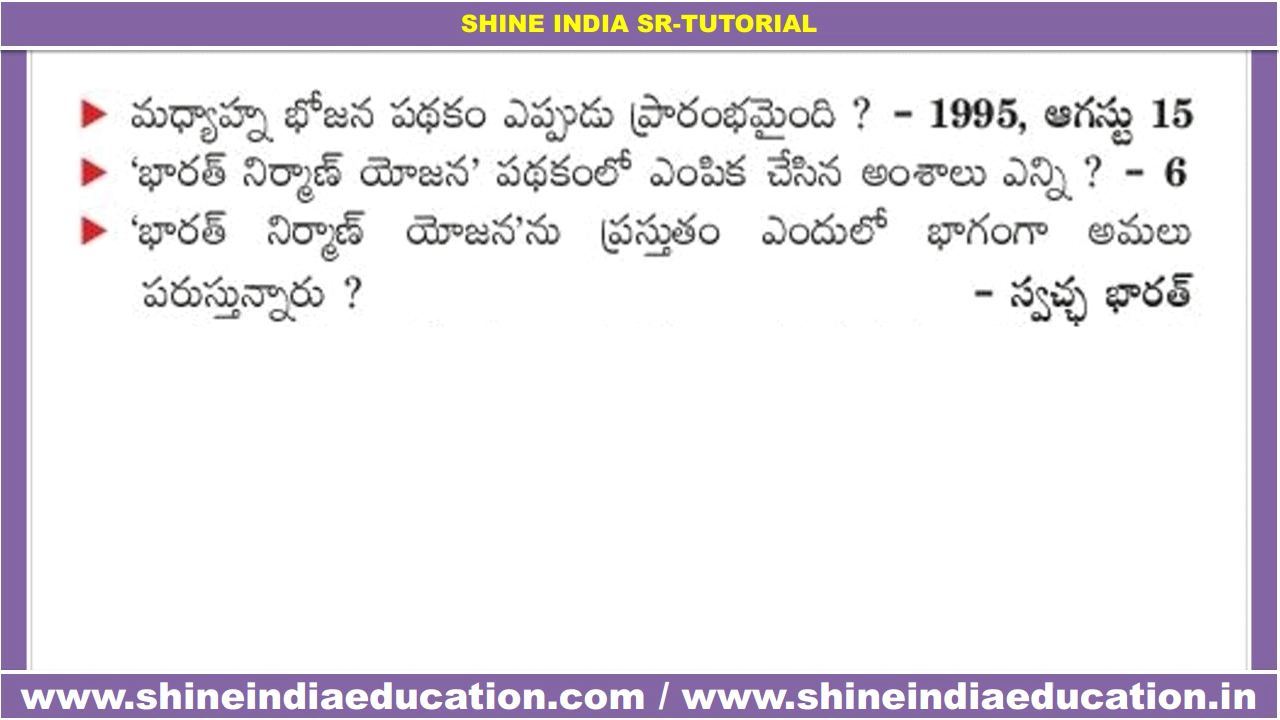 SHINE INDIA SR-TUTORIAL
మధ్యాహ్న భోజన పథకం ఎప్పుడు ప్రారంభమైంది ? - 1995, ఆగస్టు 15
'భారత్ నిర్మాణ్ యోజన' పథకంలో ఎంపిక చేసిన అంశాలు ఎన్ని ? - 6
'భారత్ నిర్మాణ్ యోజన'ను ప్రస్తుతం ఎందులో భాగంగా అమలు
పరుస్తున్నారు ? - స్వచ్ఛ భారత్
www.shineindiaeducation.com / www.shineindiaeducation.in